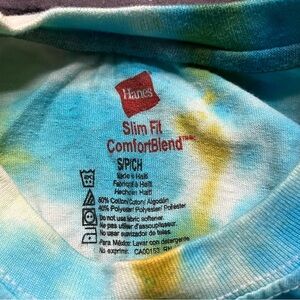 Hanes
Slim Fit
ComfortBlend
S/P/CH
Made in Haiti
Fabriqué à Haïti
Hecho en Haití
60% Cotton/Coton/Algodón
40% Polyester/Polyester/Poliéster
Do not use fabric softener.
Ne pas utiliser d'assouplisseur.
No usar suavizador de telas.
Para México: Lavar con detergente.
No exprimir. CA00153